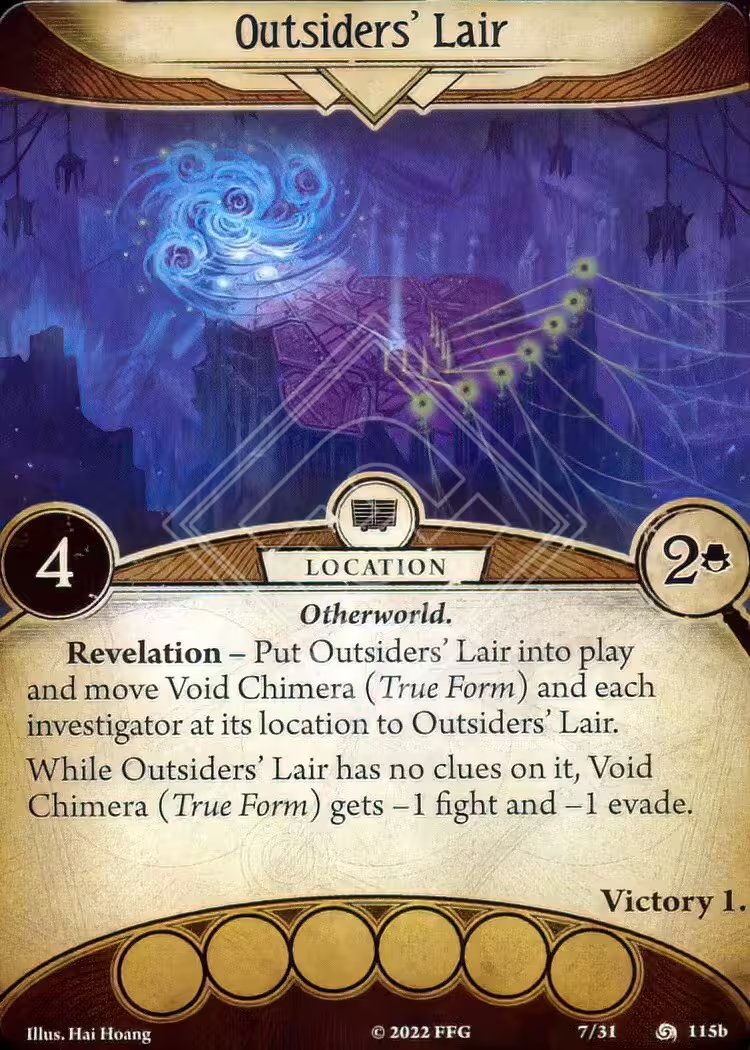 Outsiders' Lair
4
2
LOCATION
Otherworld.
Revelation – Put Outsiders' Lair into play
and move Void Chimera (True Form) and each
investigator at its location to Outsiders' Lair.
While Outsiders' Lair has no clues on it, Void
Chimera (True Form) gets –1 fight and –1 evade.
Victory 1.
Illus. Hai Hoang
© 2022 FFG
7/31
115b